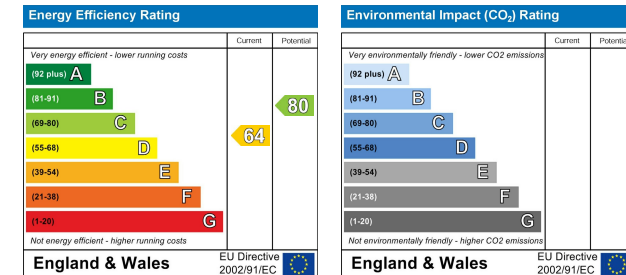 Energy Efficiency Rating
Current Potential
Very energy efficient - lower running costs
(92 plus) A
(81-91) B
(69-80) C
(55-68) D
(39-54) E
(21-38) F
(1-20) G
64
80
Not energy efficient - higher running costs
England & Wales
EU Directive
2002/91/EC
Environmental Impact (CO₂) Rating
Current Potential
Very environmentally friendly - lower CO2 emissions
(92 plus) A
(81-91) B
(69-80) C
(55-68) D
(39-54) E
(21-38) F
(1-20) G
Not environmentally friendly - higher CO2 emissions
England & Wales
EU Directive
2002/91/EC